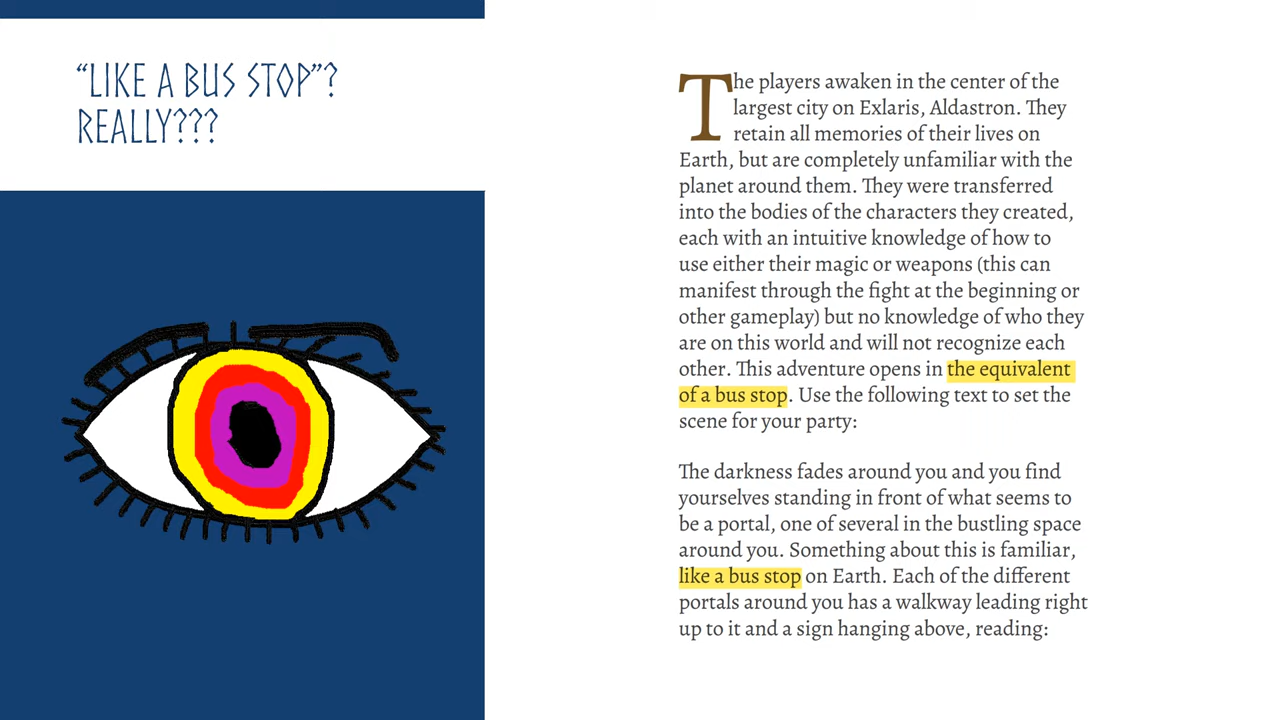 “LIKE A BUS STOP”?
REALLY???
The players awaken in the center of the
largest city on Exlaris, Aldastron. They
retain all memories of their lives on
Earth, but are completely unfamiliar with the
planet around them. They were transferred
into the bodies of the characters they created,
each with an intuitive knowledge of how to
use either their magic or weapons (this can
manifest through the fight at the beginning or
other gameplay) but no knowledge of who they
are on this world and will not recognize each
other. This adventure opens in the equivalent
of a bus stop. Use the following text to set the
scene for your party:
The darkness fades around you and you find
yourselves standing in front of what seems to
be a portal, one of several in the bustling space
around you. Something about this is familiar,
like a bus stop on Earth. Each of the different
portals around you has a walkway leading right
up to it and a sign hanging above, reading: